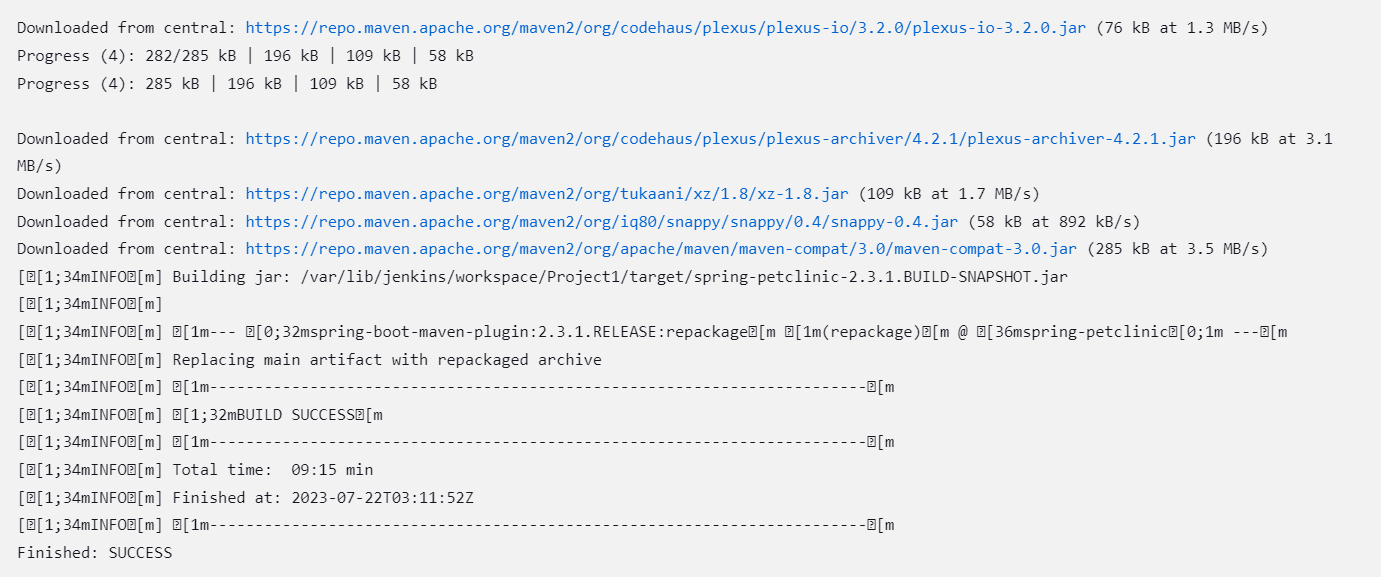 Downloaded from central: https://repo.maven.apache.org/maven2/org/codehaus/plexus/plexus-io/3.2.0/plexus-io-3.2.0.jar (76 kB at 1.3 MB/s)
Progress (4): 282/285 kB | 196 kB | 109 kB | 58 kB
Progress (4): 285 kB | 196 kB | 109 kB | 58 kB
Downloaded from central: https://repo.maven.apache.org/maven2/org/codehaus/plexus/plexus-archiver/4.2.1/plexus-archiver-4.2.1.jar (196 kB at 3.1
MB/s)
Downloaded from central: https://repo.maven.apache.org/maven2/org/tukaani/xz/1.8/xz-1.8.jar (109 kB at 1.7 MB/s)
Downloaded from central: https://repo.maven.apache.org/maven2/org/iq80/snappy/snappy/0.4/snappy-0.4.jar (58 kB at 892 kB/s)
Downloaded from central: https://repo.maven.apache.org/maven2/org/apache/maven/maven-compat/3.0/maven-compat-3.0.jar (285 kB at 3.5 MB/s)
[␛[1;34mINFO␛[m] Building jar: /var/lib/jenkins/workspace/Project1/target/spring-petclinic-2.3.1.BUILD-SNAPSHOT.jar
[␛[1;34mINFO␛[m]
[␛[1;34mINFO␛[m] ␛[1m--- ␛[0;32mspring-boot-maven-plugin:2.3.1.RELEASE:repackage␛[m ␛[1m(repackage)␛[m @ ␛[36mspring-petclinic␛[0;1m ---␛[m
[␛[1;34mINFO␛[m] Replacing main artifact with repackaged archive
[␛[1;34mINFO␛[m] ␛[1m------------------------------------------------------------------------␛[m
[␛[1;34mINFO␛[m] ␛[1;32mBUILD SUCCESS␛[m
[␛[1;34mINFO␛[m] ␛[1m------------------------------------------------------------------------␛[m
[␛[1;34mINFO␛[m] Total time:  09:15 min
[␛[1;34mINFO␛[m] Finished at: 2023-07-22T03:11:52Z
[␛[1;34mINFO␛[m] ␛[1m------------------------------------------------------------------------␛[m
Finished: SUCCESS